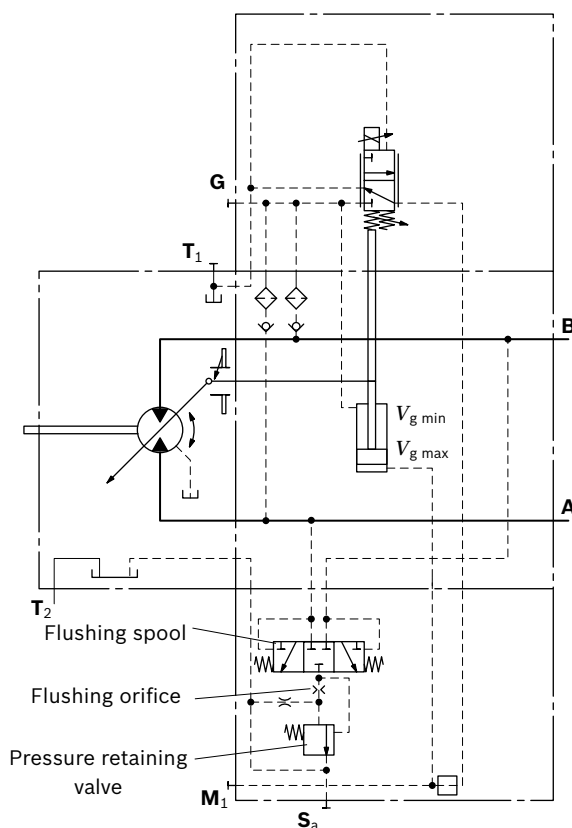 G
T1
B
Vg min
Vg max
A
T2
Flushing spool
Flushing orifice
Pressure retaining
valve
M1
Sa